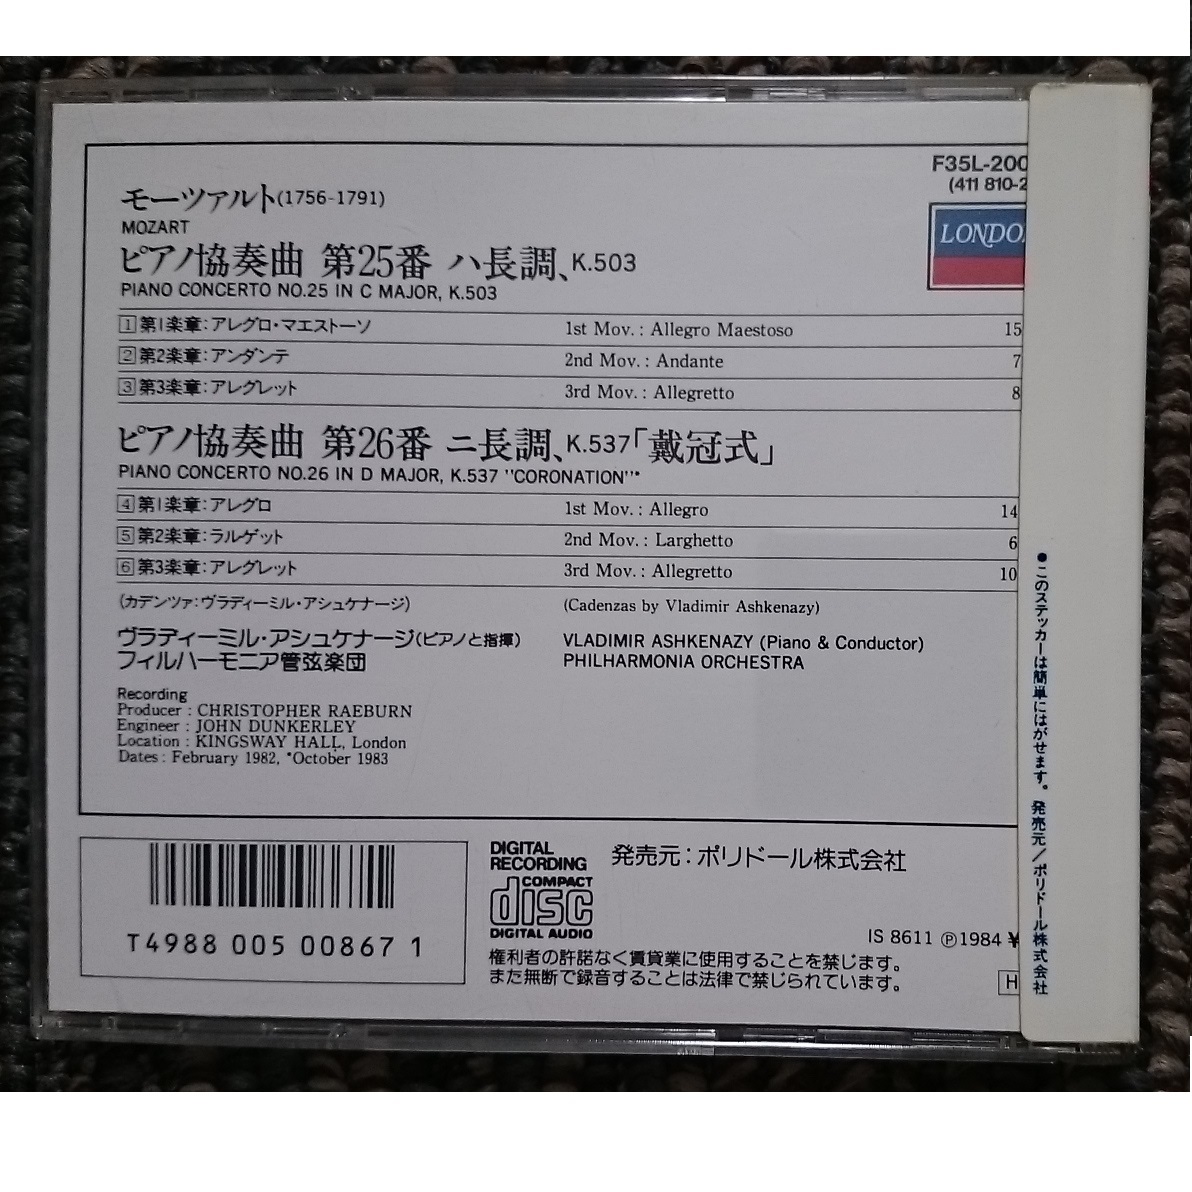 F35L-200
(411 810-2
LONDO
モーツァルト(1756-1791)
MOZART
ピアノ協奏曲 第25番 ハ長調、K.503
PIANO CONCERTO NO.25 IN C MAJOR, K.503
1 第1楽章：アレグロ・マエストーソ 1st Mov.: Allegro Maestoso 15
2 第2楽章：アンダンテ 2nd Mov.: Andante 7
3 第3楽章：アレグレット 3rd Mov.: Allegretto 8
ピアノ協奏曲 第26番 ニ長調、K.537「戴冠式」
PIANO CONCERTO NO.26 IN D MAJOR, K.537 "CORONATION"*
4 第1楽章：アレグロ 1st Mov.: Allegro 14
5 第2楽章：ラルゲット 2nd Mov.: Larghetto 6
6 第3楽章：アレグレット 3rd Mov.: Allegretto 10
(カデンツァ：ヴラディーミル・アシュケナージ) (Cadenzas by Vladimir Ashkenazy)
ヴラディーミル・アシュケナージ(ピアノと指揮) VLADIMIR ASHKENAZY (Piano & Conductor)
フィルハーモニア管弦楽団 PHILHARMONIA ORCHESTRA
Recording
Producer : CHRISTOPHER RAEBURN
Engineer : JOHN DUNKERLEY
Location : KINGSWAY HALL, London
Dates : February 1982, *October 1983
T4988 005 00867 1
DIGITAL RECORDING
COMPACT
disc
DIGITAL AUDIO
発売元：ポリドール株式会社
IS 8611 ℗1984 ¥
権利者の許諾なく賃貸業に使用することを禁じます。
また無断で録音することは法律で禁じられています。
H
●このステッカーは簡単にはがせます。発売元／ポリドール株式会社